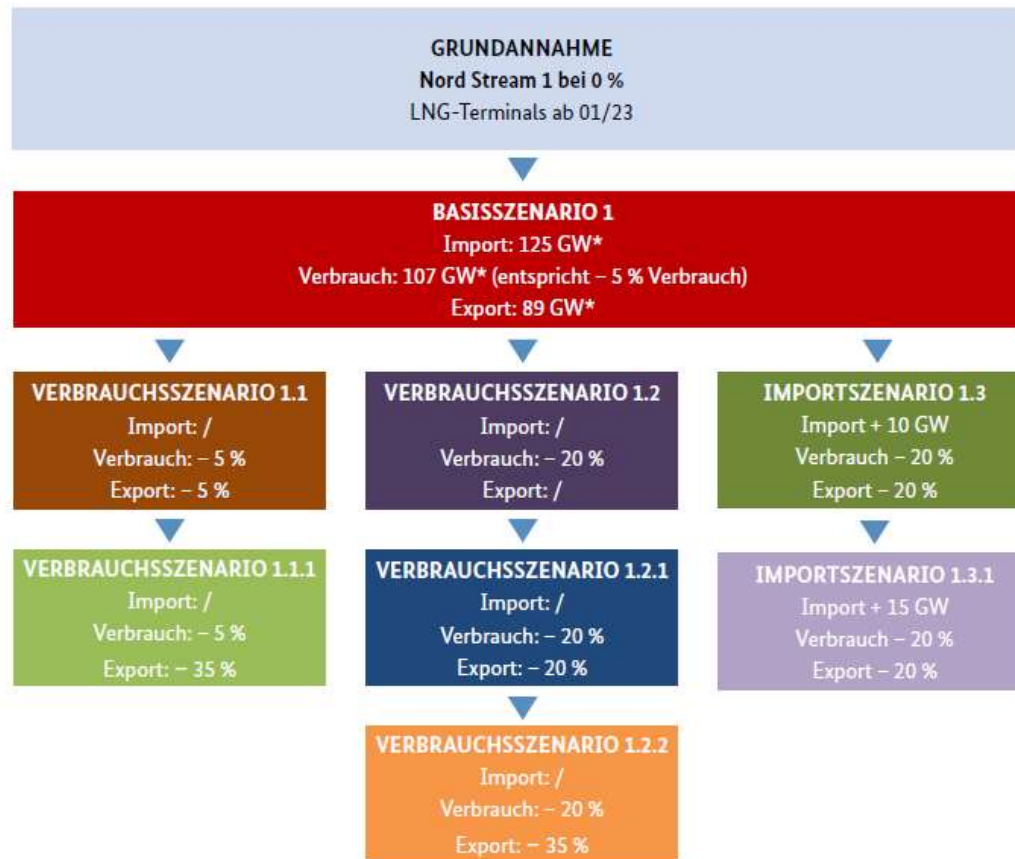 GRUNDANNAHME
Nord Stream 1 bei 0 %
LNG-Terminals ab 01/23
BASISSZENARIO 1
Import: 125 GW*
Verbrauch: 107 GW* (entspricht – 5 % Verbrauch)
Export: 89 GW*
VERBRAUCHSSZENARIO 1.1
Import: /
Verbrauch: – 5 %
Export: – 5 %
VERBRAUCHSSZENARIO 1.2
Import: /
Verbrauch: – 20 %
Export: /
IMPORTSZENARIO 1.3
Import + 10 GW
Verbrauch – 20 %
Export – 20 %
VERBRAUCHSSZENARIO 1.1.1
Import: /
Verbrauch: – 5 %
Export: – 35 %
VERBRAUCHSSZENARIO 1.2.1
Import: /
Verbrauch: – 20 %
Export: – 20 %
IMPORTSZENARIO 1.3.1
Import + 15 GW
Verbrauch – 20 %
Export – 20 %
VERBRAUCHSSZENARIO 1.2.2
Import: /
Verbrauch: – 20 %
Export: – 35 %